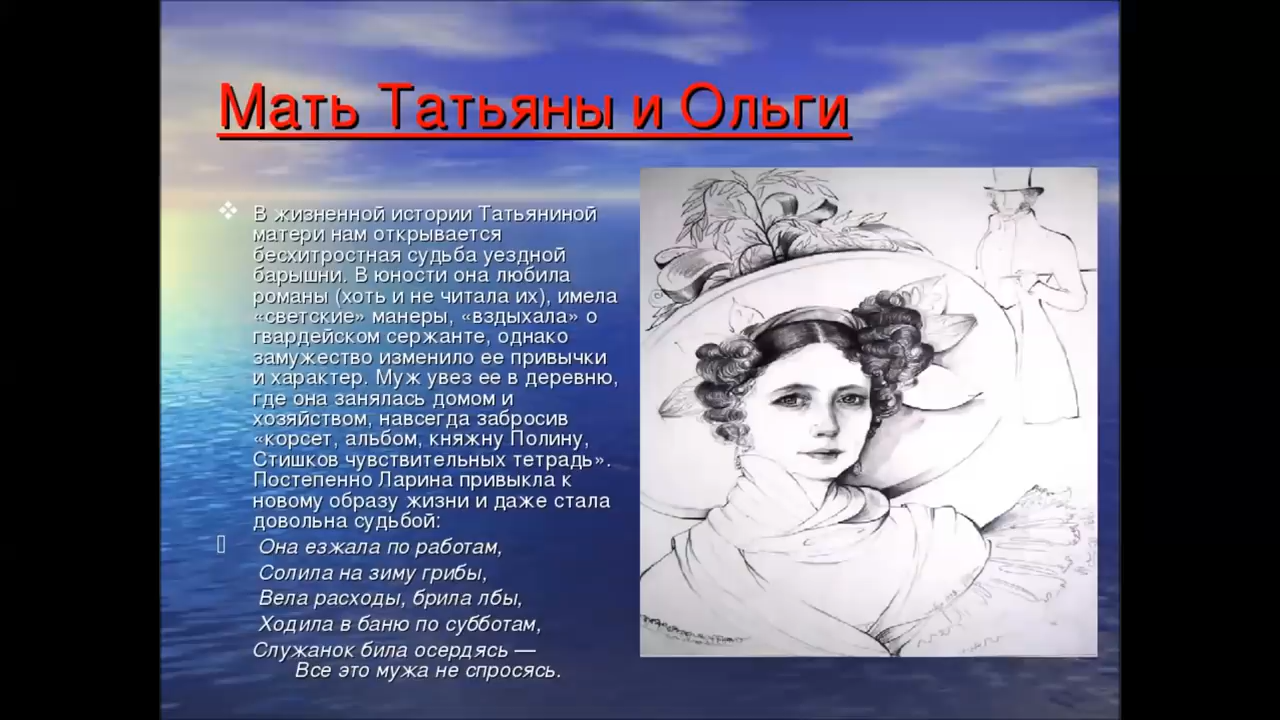 Мать Татьяны и Ольги
В жизненной истории Татьяниной
матери нам открывается
бесхитростная судьба уездной
барышни. В юности она любила
романы (хоть и не читала их), имела
«светские» манеры, «вздыхала» о
гвардейском сержанте, однако
замужество изменило ее привычки
и характер. Муж увез ее в деревню,
где она занялась домом и
хозяйством, навсегда забросив
«корсет, альбом, княжну Полину,
Стишков чувствительных тетрадь».
Постепенно Ларина привыкла к
новому образу жизни и даже стала
довольна судьбой:
Она езжала по работам,
Солила на зиму грибы,
Вела расходы, брила лбы,
Ходила в баню по субботам,
Служанок била осердясь —
Все это мужа не спросясь.